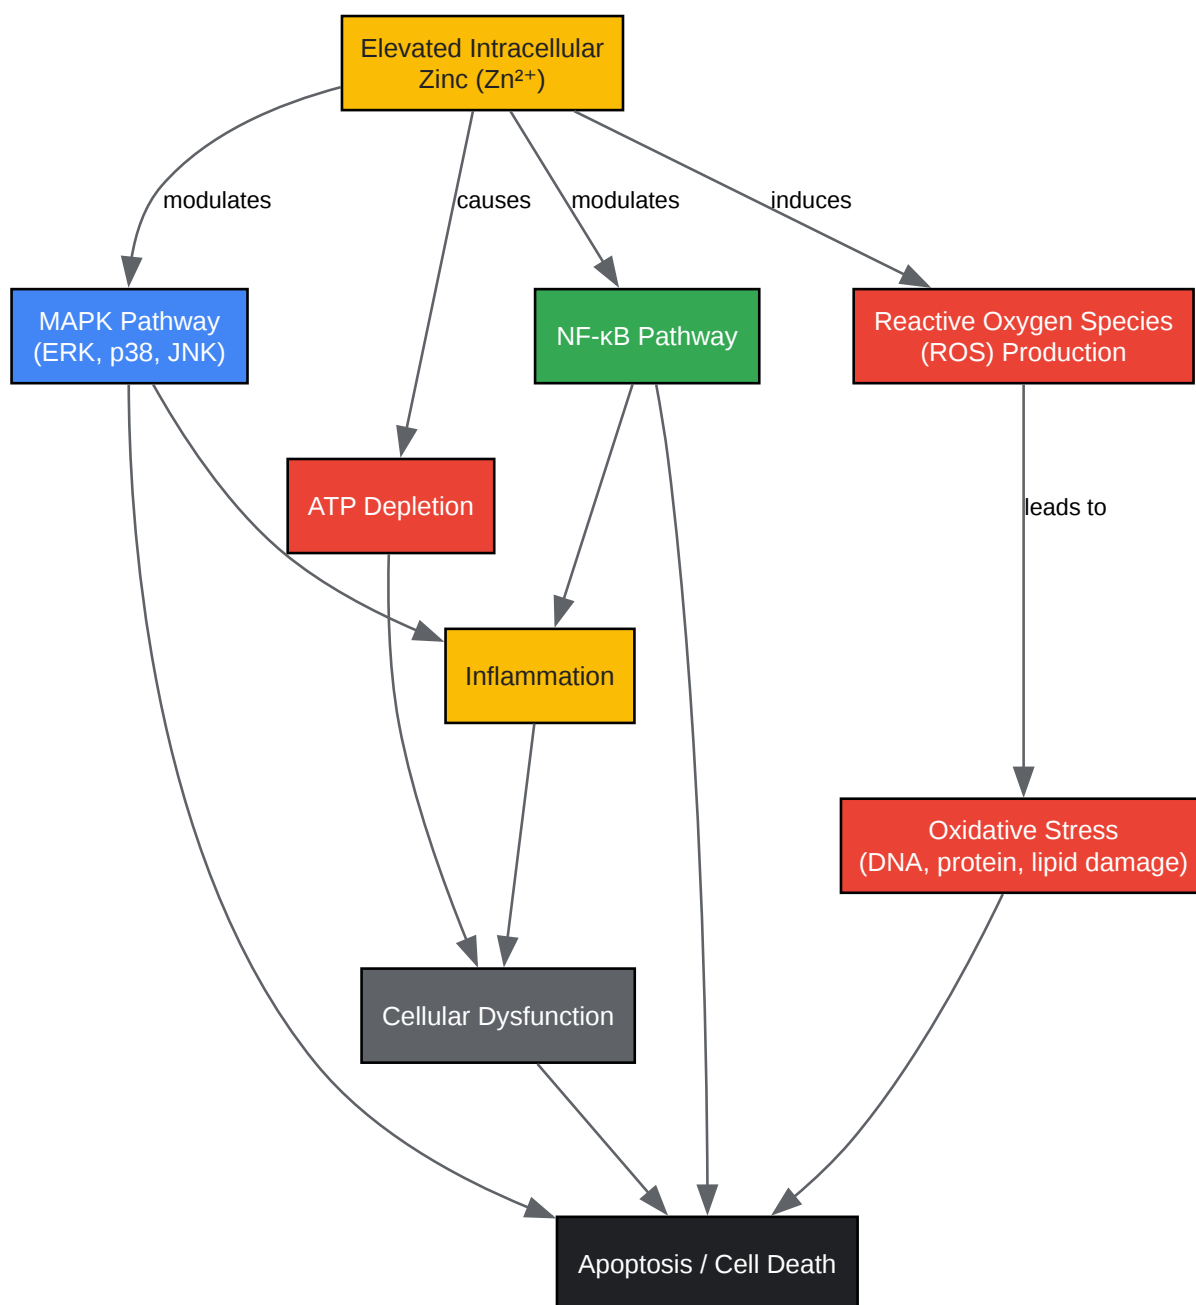 Elevated Intracellular
Zinc (Zn²⁺)
modulates
causes
modulates
induces
MAPK Pathway
(ERK, p38, JNK)
NF-κB Pathway
Reactive Oxygen Species
(ROS) Production
ATP Depletion
leads to
Inflammation
Oxidative Stress
(DNA, protein, lipid damage)
Cellular Dysfunction
Apoptosis / Cell Death